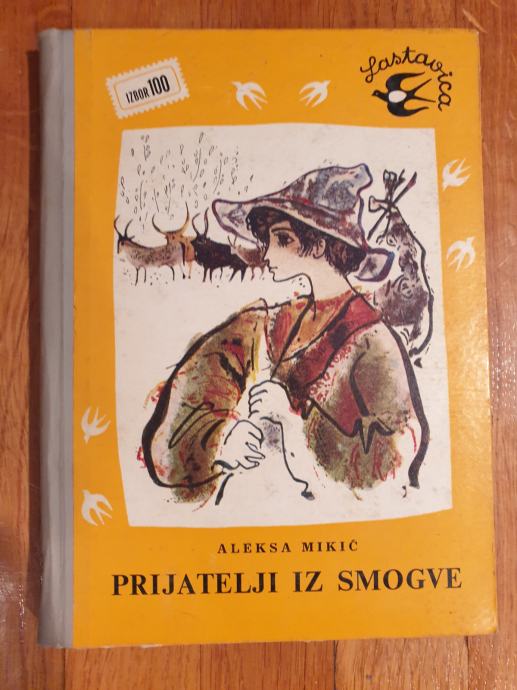 IZBOR 100
Lastavica
ALEKSA MIKIĆ
PRIJATELJI IZ SMOGVE